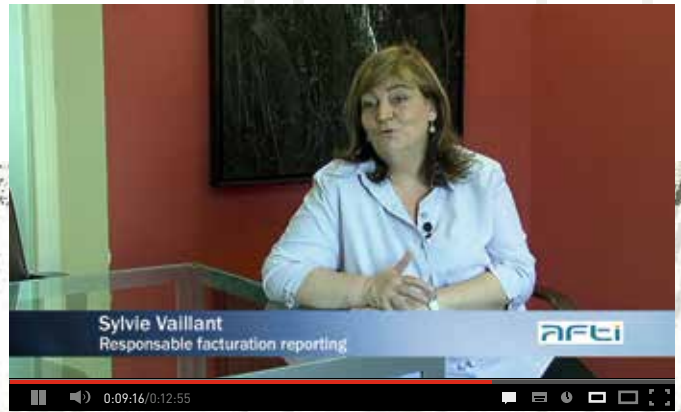 Sylvie Vaillant
Responsable facturation reporting
afti
0:09:16/0:12:55